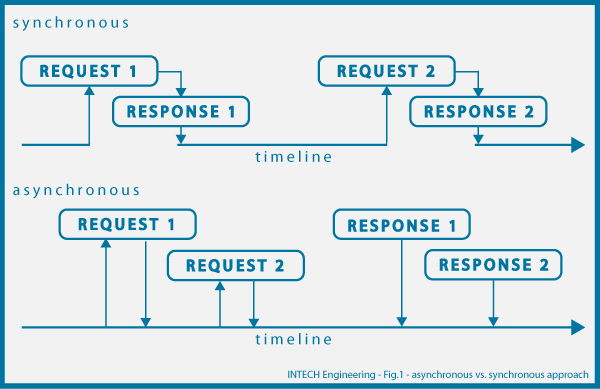 synchronous
REQUEST 1
REQUEST 2
RESPONSE 1
RESPONSE 2
timeline
asynchronous
REQUEST 1
RESPONSE 1
REQUEST 2
RESPONSE 2
timeline
INTECH Engineering - Fig.1 - asynchronous vs. synchronous approach